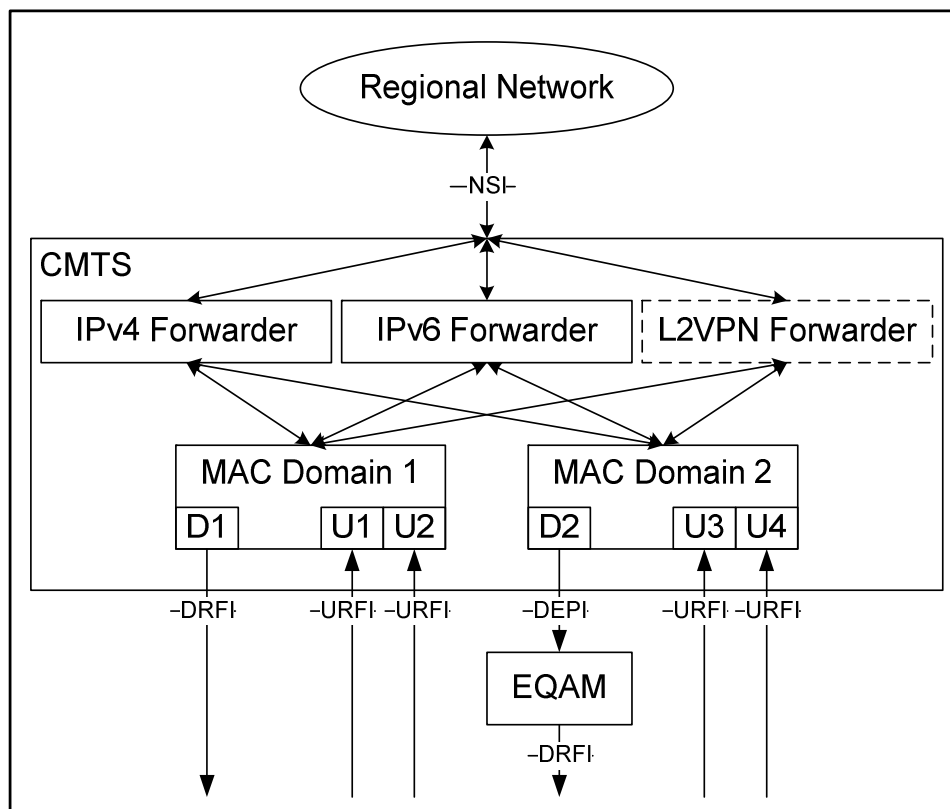 Regional Network
NSI
CMTS
IPv4 Forwarder
IPv6 Forwarder
L2VPN Forwarder
MAC Domain 1
MAC Domain 2
D1
U1
U2
D2
U3
U4
DRFI
URFI
URFI
DEPI
URFI
URFI
EQAM
DRFI